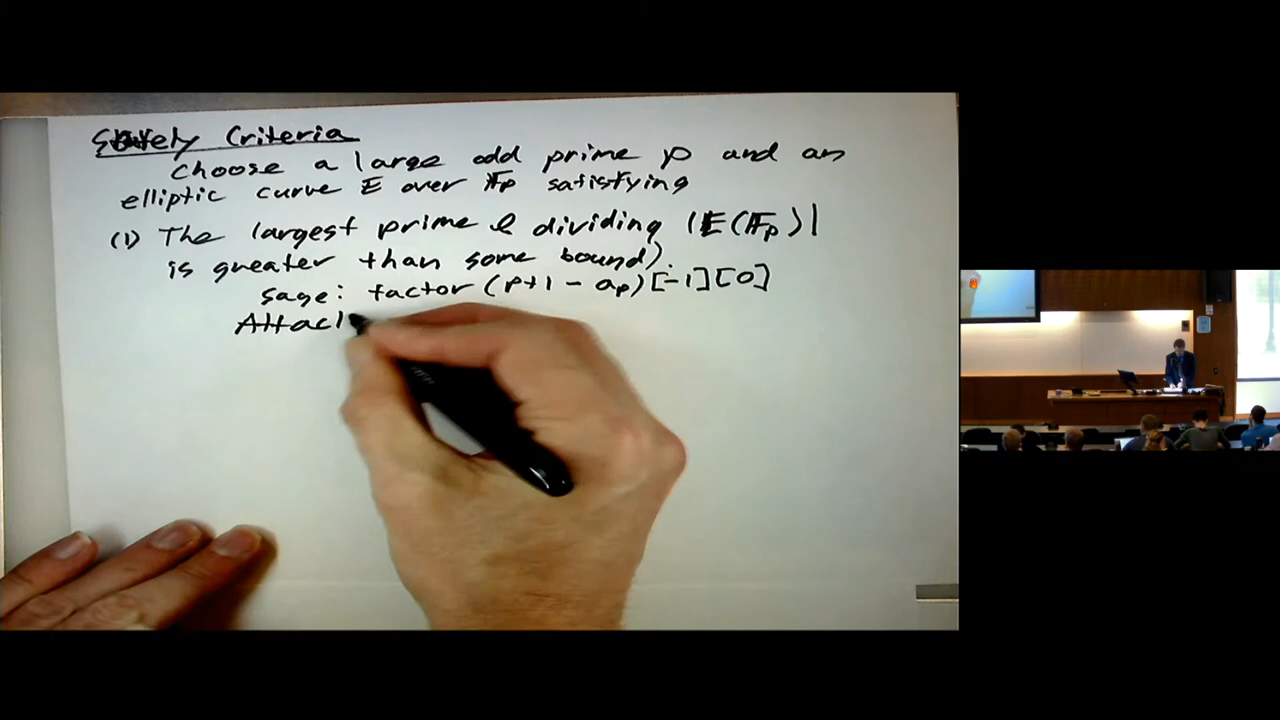 Safety Criteria
Choose a large odd prime p and an
elliptic curve E over Fp satisfying
(1) The largest prime ℓ dividing |E(Fp)|
is greater than some bound).
sage: factor (p+1 - ap)[-1][0]
Attacl